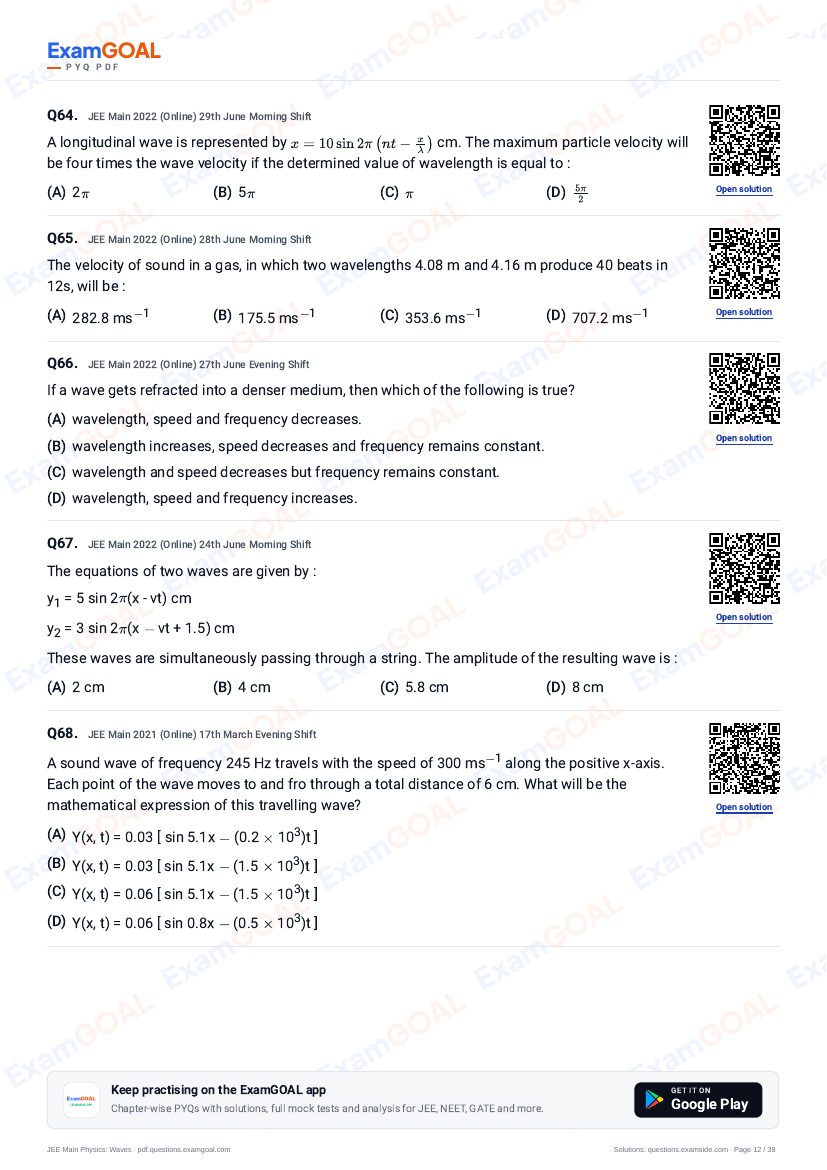 ExamGOAL
PYQ PDF
Q64. JEE Main 2022 (Online) 29th June Morning Shift
A longitudinal wave is represented by x = 10 sin 2π (nt − x/λ) cm. The maximum particle velocity will
be four times the wave velocity if the determined value of wavelength is equal to :
(A) 2π (B) 5π (C) π (D) 5π/2
Open solution
Q65. JEE Main 2022 (Online) 28th June Morning Shift
The velocity of sound in a gas, in which two wavelengths 4.08 m and 4.16 m produce 40 beats in
12s, will be :
(A) 282.8 ms⁻¹ (B) 175.5 ms⁻¹ (C) 353.6 ms⁻¹ (D) 707.2 ms⁻¹
Open solution
Q66. JEE Main 2022 (Online) 27th June Evening Shift
If a wave gets refracted into a denser medium, then which of the following is true?
(A) wavelength, speed and frequency decreases.
(B) wavelength increases, speed decreases and frequency remains constant.
(C) wavelength and speed decreases but frequency remains constant.
(D) wavelength, speed and frequency increases.
Open solution
Q67. JEE Main 2022 (Online) 24th June Morning Shift
The equations of two waves are given by :
y₁ = 5 sin 2π(x - vt) cm
y₂ = 3 sin 2π(x − vt + 1.5) cm
These waves are simultaneously passing through a string. The amplitude of the resulting wave is :
(A) 2 cm (B) 4 cm (C) 5.8 cm (D) 8 cm
Open solution
Q68. JEE Main 2021 (Online) 17th March Evening Shift
A sound wave of frequency 245 Hz travels with the speed of 300 ms⁻¹ along the positive x-axis.
Each point of the wave moves to and fro through a total distance of 6 cm. What will be the
mathematical expression of this travelling wave?
(A) Y(x, t) = 0.03 [ sin 5.1x − (0.2 × 10³)t ]
(B) Y(x, t) = 0.03 [ sin 5.1x − (1.5 × 10³)t ]
(C) Y(x, t) = 0.06 [ sin 5.1x − (1.5 × 10³)t ]
(D) Y(x, t) = 0.06 [ sin 0.8x − (0.5 × 10³)t ]
Open solution
ExamGOAL
Keep practising on the ExamGOAL app
Chapter-wise PYQs with solutions, full mock tests and analysis for JEE, NEET, GATE and more.
GET IT ON
Google Play
JEE Main Physics: Waves · pdf.questions.examgoal.com
Solutions: questions.examside.com · Page 12 / 38